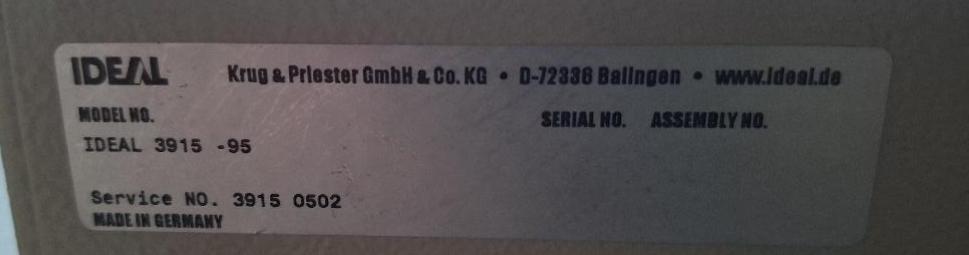 IDEAL Krug & Priester GmbH & Co. KG • D-72336 Balingen • www.ideal.de
MODEL NO. SERIAL NO. ASSEMBLY NO.
IDEAL 3915 -95
Service NO. 3915 0502
MADE IN GERMANY